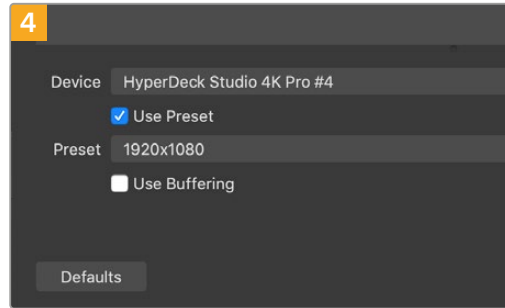 4
Device HyperDeck Studio 4K Pro #4
Use Preset
Preset 1920x1080
Use Buffering
Defaults